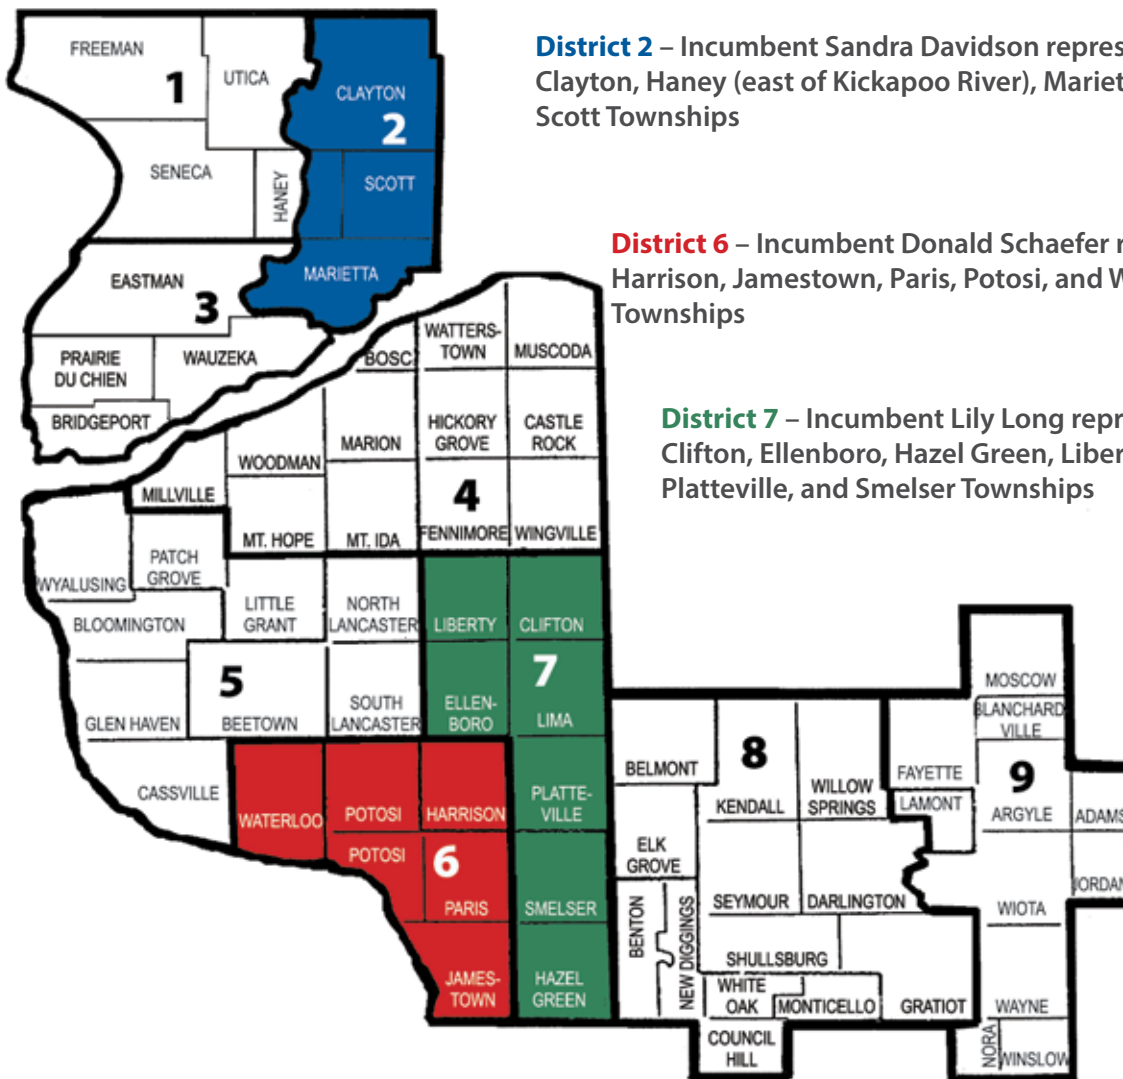 District 2 – Incumbent Sandra Davidson
Clayton, Haney (east of Kickapoo River),
Scott Townships
District 6 – Incumbent Donald Schaefer
Harrison, Jamestown, Paris, Potosi, and
Townships
District 7 – Incumbent Lily Long
Clifton, Ellenboro, Hazel Green,
Platteville, and Smelser Townships
FREEMAN
1
UTICA
CLAYTON
2
SENECA
HANEY
SCOTT
EASTMAN
3
MARIETTA
PRAIRIE
DU CHIEN
WAUZEKA
BRIDGEPORT
BOSC
WATTERS-
TOWN
MUSCODA
MARION
HICKORY
GROVE
CASTLE
ROCK
WOODMAN
MILLVILLE
4
MT. HOPE
MT. IDA
FENNIMORE
WINGVILLE
WYALUSING
PATCH
GROVE
BLOOMINGTON
LITTLE
GRANT
NORTH
LANCASTER
LIBERTY
CLIFTON
5
7
GLEN HAVEN
BEETOWN
SOUTH
LANCASTER
ELLEN-
BORO
LIMA
CASSVILLE
WATERLOO
POTOSI
HARRISON
PLATTE-
VILLE
POTOSI
6
PARIS
SMELSER
JAMES-
TOWN
HAZEL
GREEN
BELMONT
8
KENDALL
WILLOW
SPRINGS
ELK
GROVE
BENTON
NEW DIGGINGS
SEYMOUR
DARLINGTON
SHULLSBURG
WHITE
OAK
MONTICELLO
GRATIOT
COUNCIL
HILL
MOSCOW
BLANCHARD
VILLE
FAYETTE
9
LAMONT
ARGYLE
ADAMS
JORDAN
WIOTA
WAYNE
NORA
WINSLOW